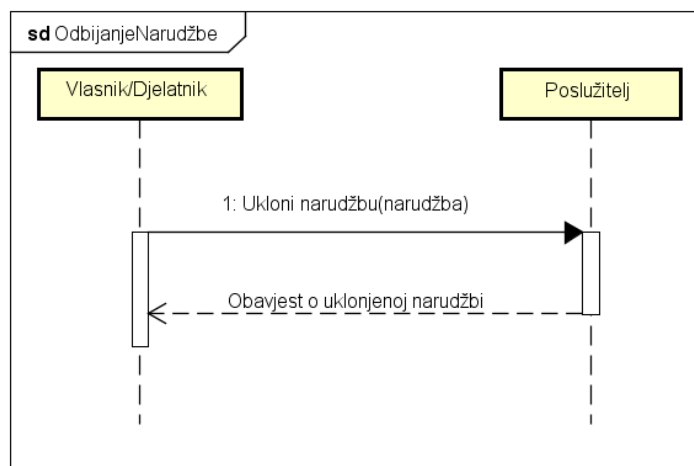 sd OdbijanjeNarudžbe
Vlasnik/Djelatnik
Poslužitelj
1: Ukloni narudžbu(narudžba)
Obavjest o uklonjenoj narudžbi